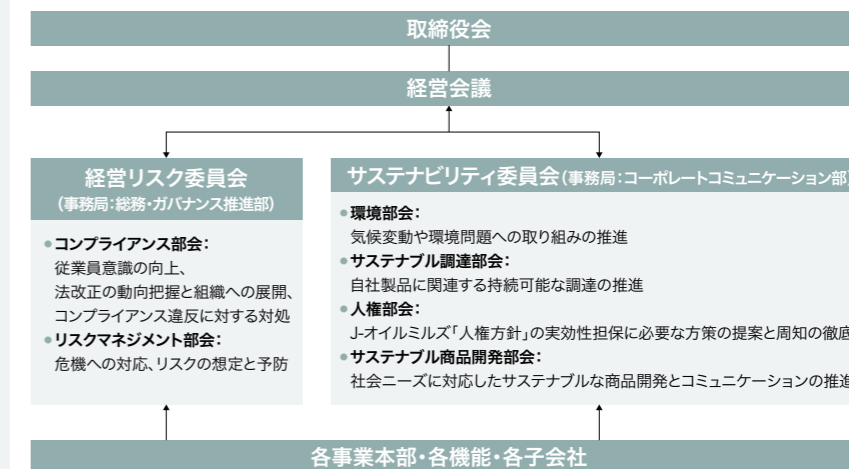 取締役会
経営会議
経営リスク委員会
(事務局:総務・ガバナンス推進部)
●コンプライアンス部会:
従業員意識の向上、
法改正の動向把握と組織への展開、
コンプライアンス違反に対する対処
●リスクマネジメント部会:
危機への対応、リスクの想定と予防
サステナビリティ委員会(事務局:コーポレートコミュニケーション部)
●環境部会:
気候変動や環境問題への取り組みの推進
●サステナブル調達部会:
自社製品に関連する持続可能な調達の推進
●人権部会:
J-オイルミルズ「人権方針」の実効性担保に必要な方策の提案と周知の徹底
●サステナブル商品開発部会:
社会ニーズに対応したサステナブルな商品開発とコミュニケーションの推進
各事業本部・各機能・各子会社